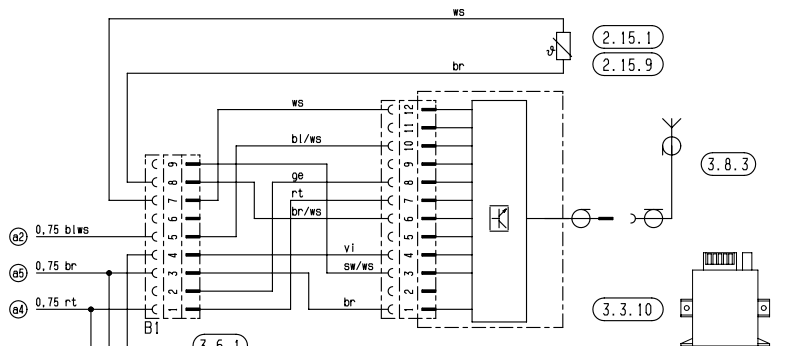 ws
2.15.1
ϑ
2.15.9
br
ws
12
11
bl/ws
10
9
9
3.8.3
ge
8
8
rt
7
7
br/ws
6
6
a2 0,75 blws
5
5
vi
4
4
a5 0,75 br
sw/ws
3
3
2
2
a4 0,75 rt
br
1
1
3.3.10
B1
3.6.1